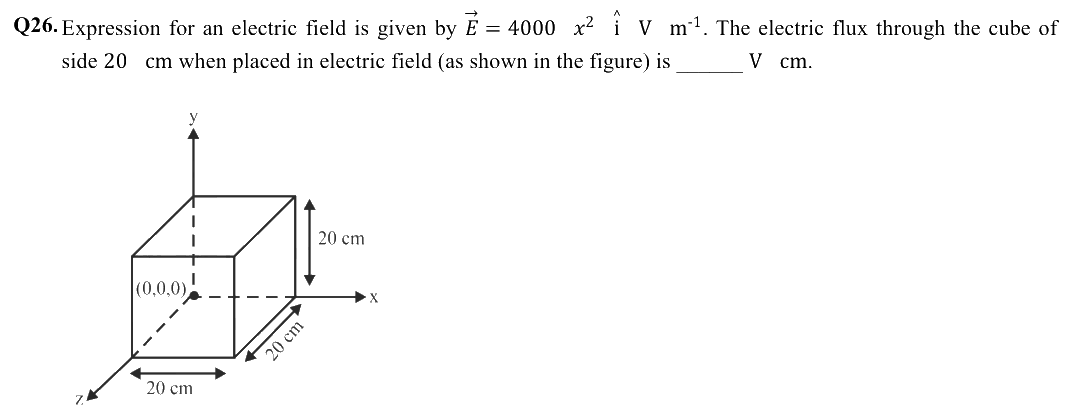 Q26. Expression for an electric field is given by E⃗ = 4000 x² î V m⁻¹. The electric flux through the cube of
side 20 cm when placed in electric field (as shown in the figure) is ______ V cm.
y
20 cm
(0,0,0)
x
20 cm
20 cm
z